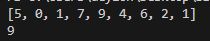 [5, 0, 1, 7, 9, 4, 6, 2, 1]
9